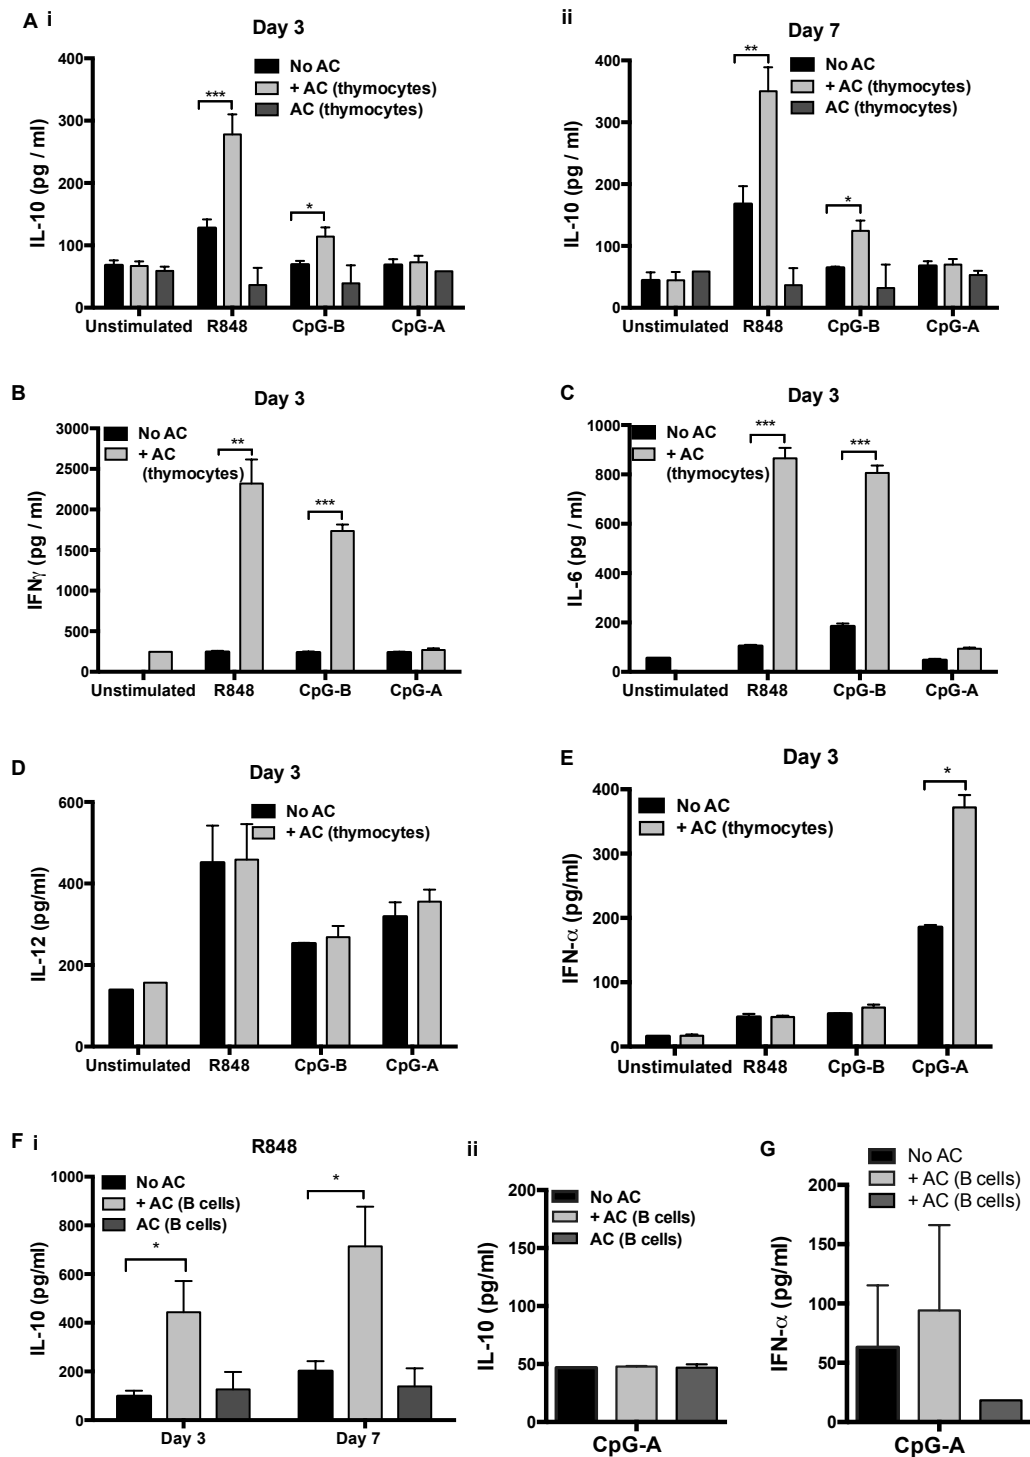 A i
Day 3
No AC
+ AC (thymocytes)
AC (thymocytes)
***
*
IL-10 (pg / ml)
400
300
200
100
0
Unstimulated R848 CpG-B CpG-A
ii
Day 7
No AC
+ AC (thymocytes)
AC (thymocytes)
**
*
IL-10 (pg / ml)
400
300
200
100
0
Unstimulated R848 CpG-B CpG-A
B
Day 3
No AC
+ AC
(thymocytes)
**
***
IFNγ (pg / ml)
3000
2500
2000
1500
1000
500
0
Unstimulated R848 CpG-B CpG-A
C
Day 3
No AC
+ AC
(thymocytes)
***
***
IL-6 (pg / ml)
1000
800
600
400
200
0
Unstimulated R848 CpG-B CpG-A
D
Day 3
No AC
+ AC (thymocytes)
IL-12 (pg/ml)
600
400
200
0
Unstimulated R848 CpG-B CpG-A
E
Day 3
No AC
+ AC (thymocytes)
*
IFN-α (pg/ml)
400
300
200
100
0
Unstimulated R848 CpG-B CpG-A
F i
R848
No AC
+ AC (B cells)
AC (B cells)
*
*
IL-10 (pg/ml)
1000
800
600
400
200
0
Day 3 Day 7
ii
No AC
+ AC (B cells)
AC (B cells)
IL-10 (pg/ml)
200
150
100
50
0
CpG-A
G
No AC
+ AC (B cells)
+ AC (B cells)
IFN-α (pg/ml)
200
150
100
50
0
CpG-A